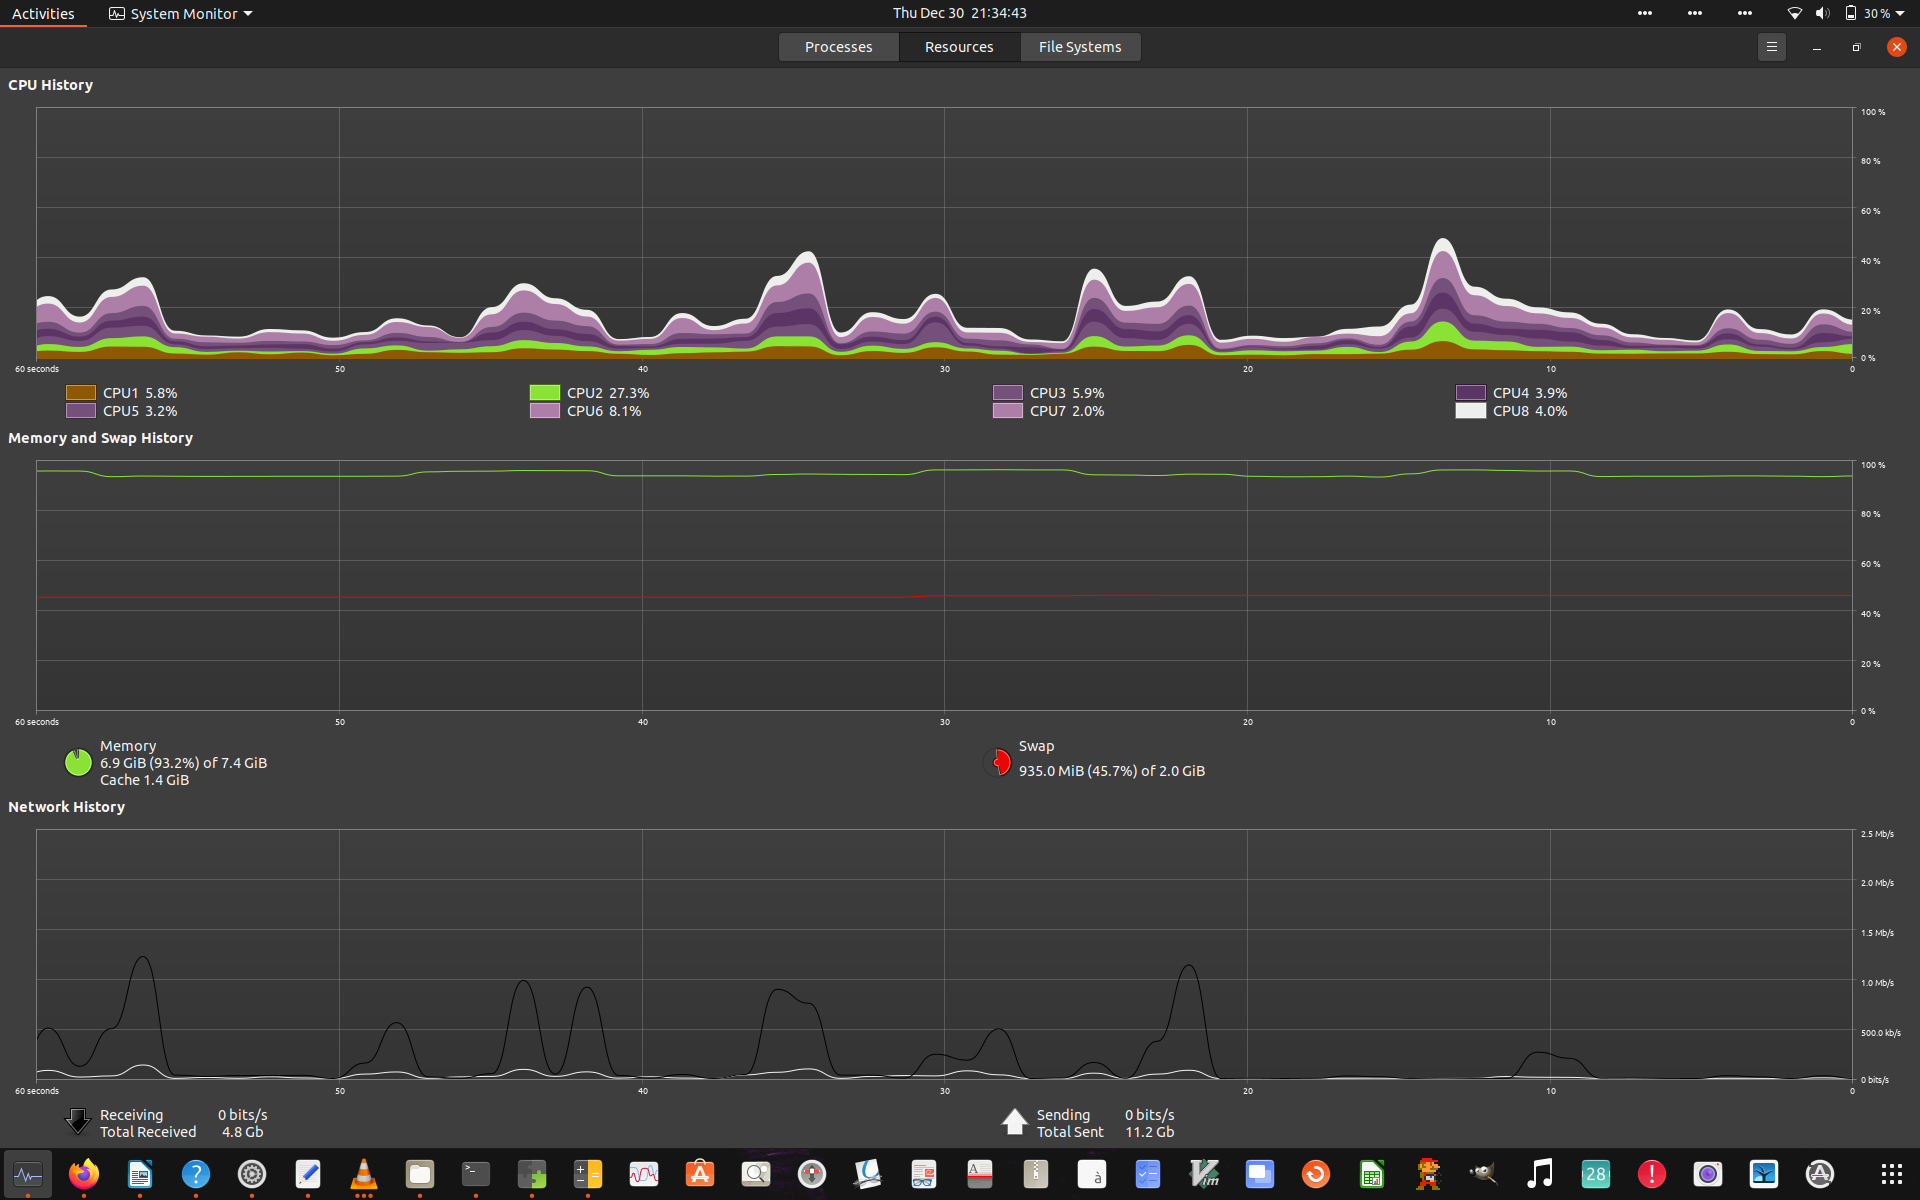 Activities System Monitor Thu Dec 30 21:34:43 30 %
Processes Resources File Systems
CPU History
100 %
80 %
60 %
40 %
20 %
0 %
60 seconds 50 40 30 20 10 0
CPU1 5.8% CPU2 27.3% CPU3 5.9% CPU4 3.9%
CPU5 3.2% CPU6 8.1% CPU7 2.0% CPU8 4.0%
Memory and Swap History
100 %
80 %
60 %
40 %
20 %
0 %
60 seconds 50 40 30 20 10 0
Memory
6.9 GiB (93.2%) of 7.4 GiB
Cache 1.4 GiB
Swap
935.0 MiB (45.7%) of 2.0 GiB
Network History
2.5 Mb/s
2.0 Mb/s
1.5 Mb/s
1.0 Mb/s
500.0 kb/s
0 bits/s
60 seconds 50 40 30 20 10 0
Receiving 0 bits/s Sending 0 bits/s
Total Received 4.8 Gb Total Sent 11.2 Gb
? >_ A à Vim 28 !